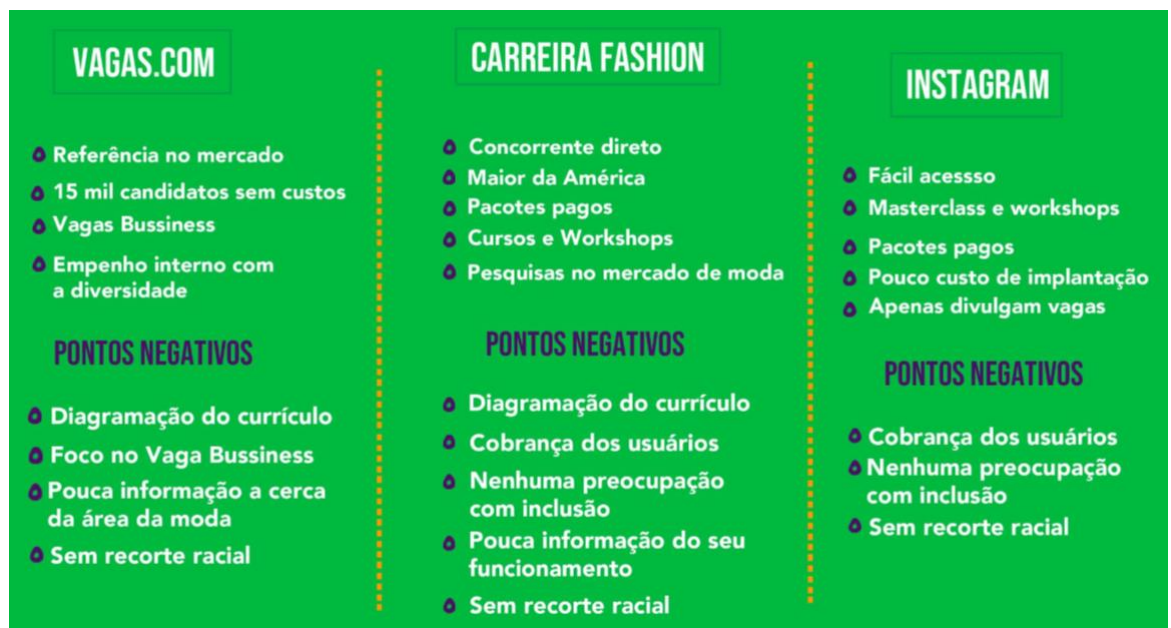 VAGAS.COM
Referência no mercado
15 mil candidatos sem custos
Vagas Bussiness
Empenho interno com
a diversidade
PONTOS NEGATIVOS
Diagramação do currículo
Foco no Vaga Bussiness
Pouca informação a cerca
da área da moda
Sem recorte racial
CARREIRA FASHION
Concorrente direto
Maior da América
Pacotes pagos
Cursos e Workshops
Pesquisas no mercado de moda
PONTOS NEGATIVOS
Diagramação do currículo
Cobrança dos usuários
Nenhuma preocupação
com inclusão
Pouca informação do seu
funcionamento
Sem recorte racial
INSTAGRAM
Fácil acessso
Masterclass e workshops
Pacotes pagos
Pouco custo de implantação
Apenas divulgam vagas
PONTOS NEGATIVOS
Cobrança dos usuários
Nenhuma preocupação
com inclusão
Sem recorte racial